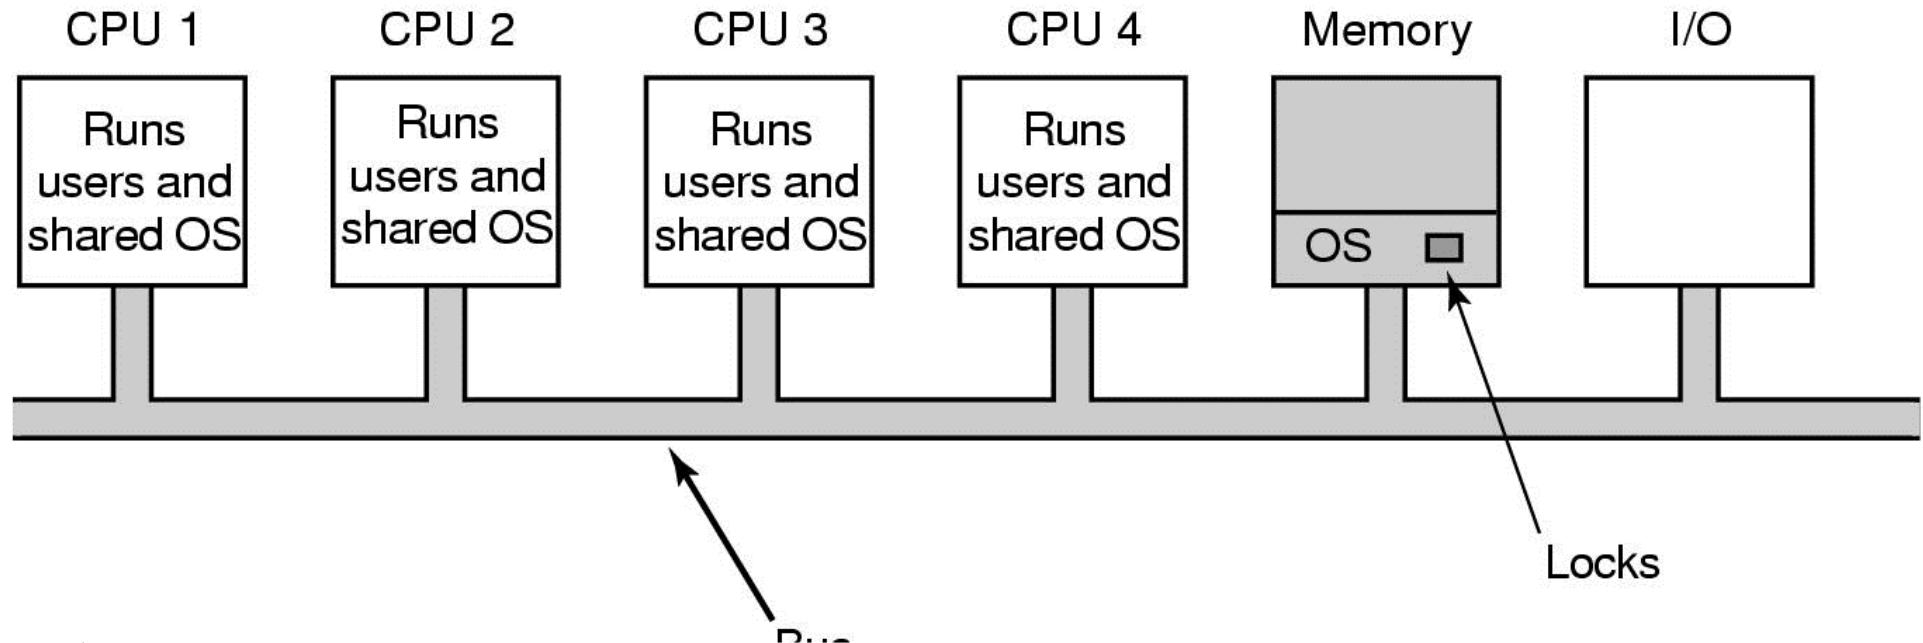 CPU 1
CPU 2
CPU 3
CPU 4
Memory
I/O
Runs
users and
shared OS
Runs
users and
shared OS
Runs
users and
shared OS
Runs
users and
shared OS
OS
Locks
Bus